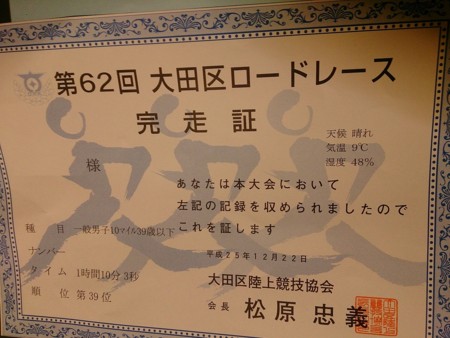 第62回 大田区ロードレース
完走証
天候 晴れ
気温 9℃
湿度 48%
様
あなたは本大会において
左記の記録を収められましたので
これを証します
種 目 一般男子10マイル39歳以下
ナンバー
タイム 1時間10分 3秒
順 位 第39位
平成25年12月22日
大田区陸上競技協会
会長 松原忠義